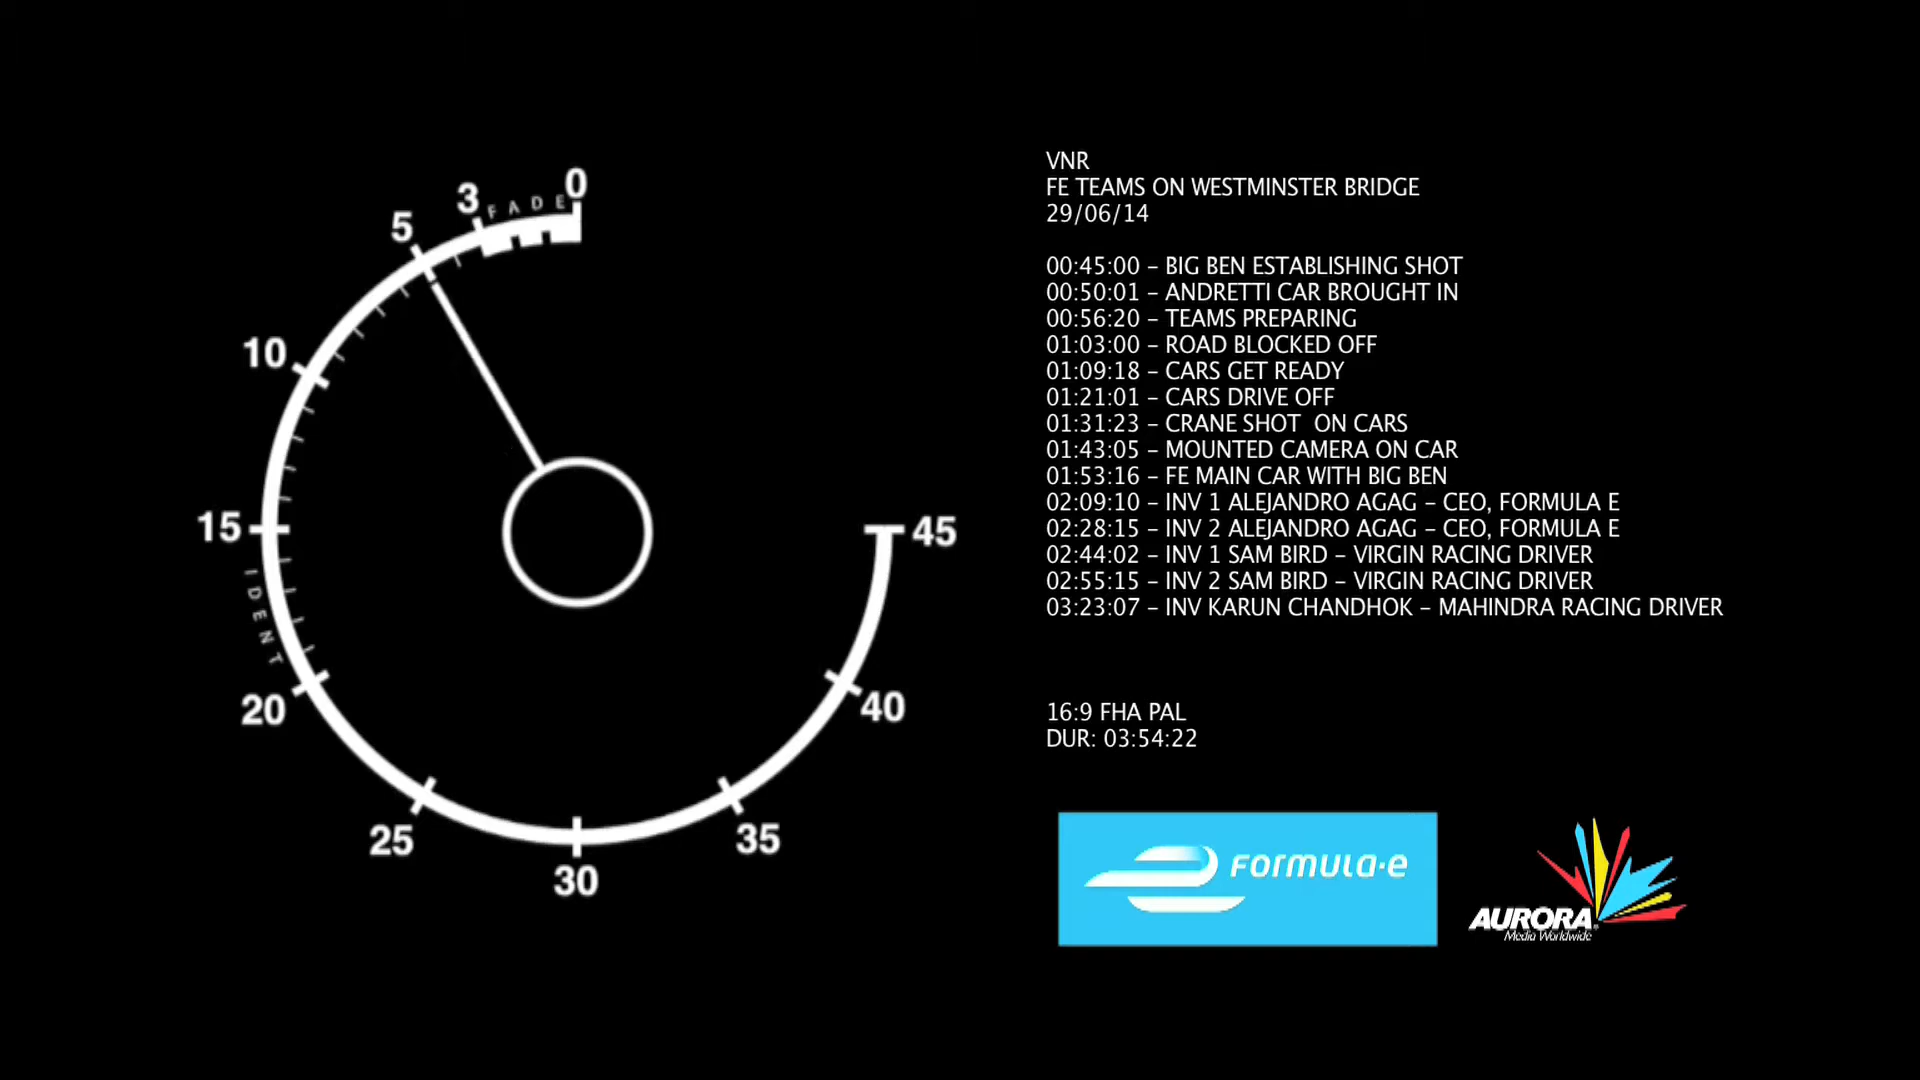 0
3
FADE
5
10
15
IDENT
20
25
30
35
40
45
VNR
FE TEAMS ON WESTMINSTER BRIDGE
29/06/14
00:45:00 – BIG BEN ESTABLISHING SHOT
00:50:01 – ANDRETTI CAR BROUGHT IN
00:56:20 – TEAMS PREPARING
01:03:00 – ROAD BLOCKED OFF
01:09:18 – CARS GET READY
01:21:01 – CARS DRIVE OFF
01:31:23 – CRANE SHOT  ON CARS
01:43:05 – MOUNTED CAMERA ON CAR
01:53:16 – FE MAIN CAR WITH BIG BEN
02:09:10 – INV 1 ALEJANDRO AGAG – CEO, FORMULA E
02:28:15 – INV 2 ALEJANDRO AGAG – CEO, FORMULA E
02:44:02 – INV 1 SAM BIRD – VIRGIN RACING DRIVER
02:55:15 – INV 2 SAM BIRD – VIRGIN RACING DRIVER
03:23:07 – INV KARUN CHANDHOK – MAHINDRA RACING DRIVER
16:9 FHA PAL
DUR: 03:54:22
FORMULA·E
AURORA
Media Worldwide